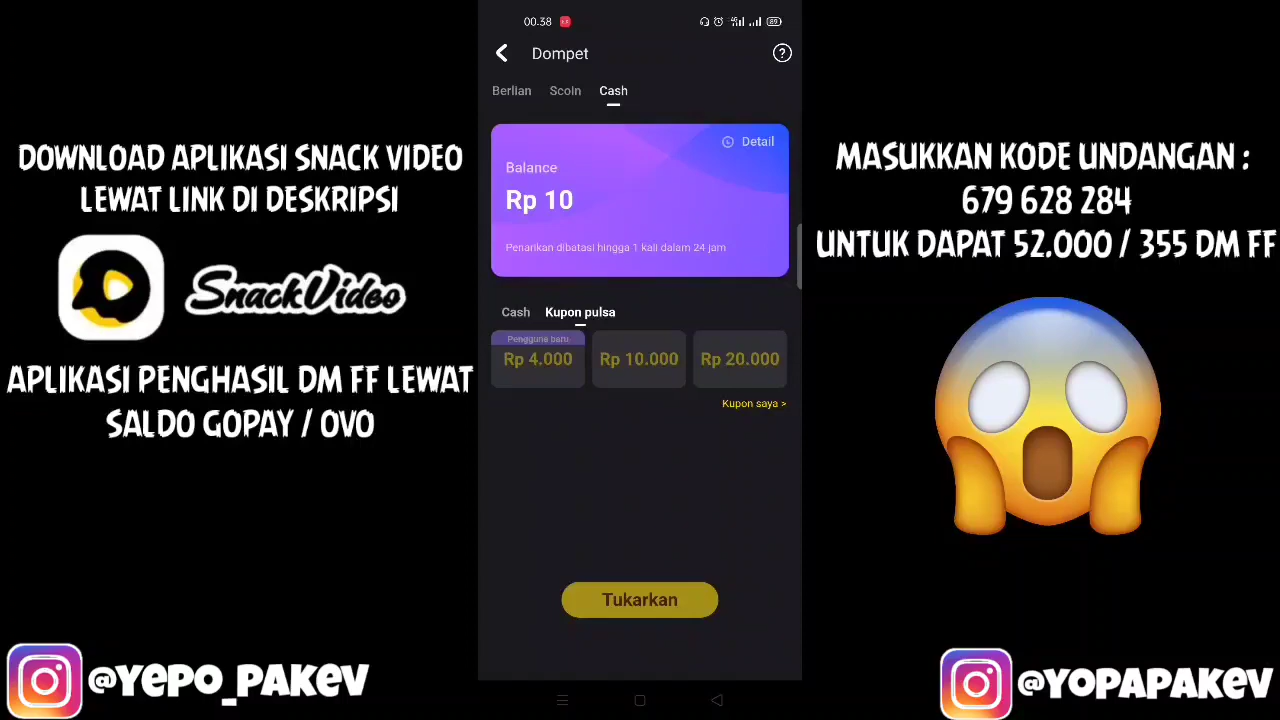 DOWNLOAD APLIKASI SNACK VIDEO
LEWAT LINK DI DESKRIPSI
SnackVideo
APLIKASI PENGHASIL DM FF LEWAT
SALDO GOPAY / OVO
@YEPO_PAKEV
00.38
89
Dompet
?
Berlian Scoin Cash
Detail
Balance
Rp 10
Penarikan dibatasi hingga 1 kali dalam 24 jam
Cash Kupon pulsa
Pengguna baru
Rp 4.000 Rp 10.000 Rp 20.000
Kupon saya >
Tukarkan
MASUKKAN KODE UNDANGAN :
679 628 284
UNTUK DAPAT 52.000 / 355 DM FF
@YOPAPAKEV